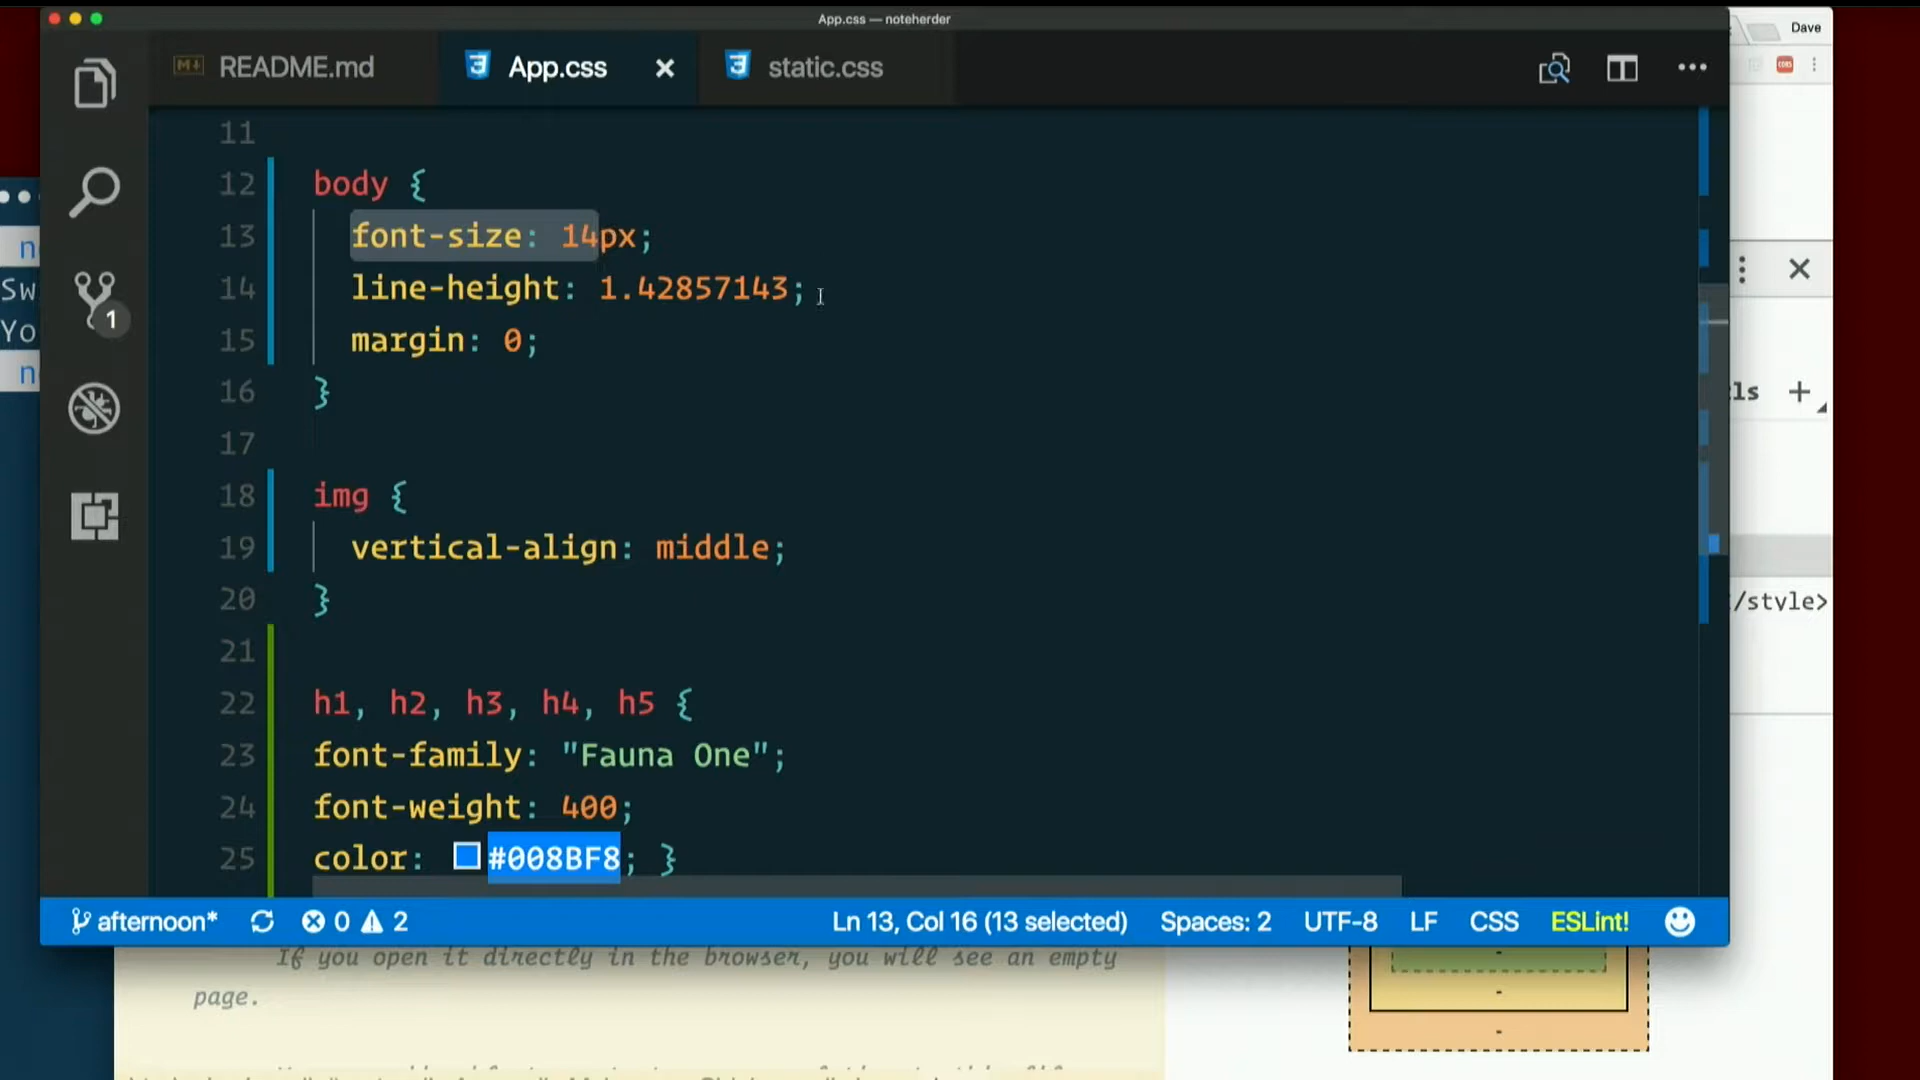 App.css — noteherder
Dave
README.md
App.css
static.css
11
12 body {
13 font-size: 14px;
14 line-height: 1.42857143;
15 margin: 0;
16 }
17
18 img {
19 vertical-align: middle;
20 }
21
22 h1, h2, h3, h4, h5 {
23 font-family: "Fauna One";
24 font-weight: 400;
25 color: #008BF8; }
1
n
Sw
Yo
n
ls
/style>
afternoon* 0 2 Ln 13, Col 16 (13 selected) Spaces: 2 UTF-8 LF CSS ESLint!
If you open it directly in the browser, you will see an empty
page.
-
-
-